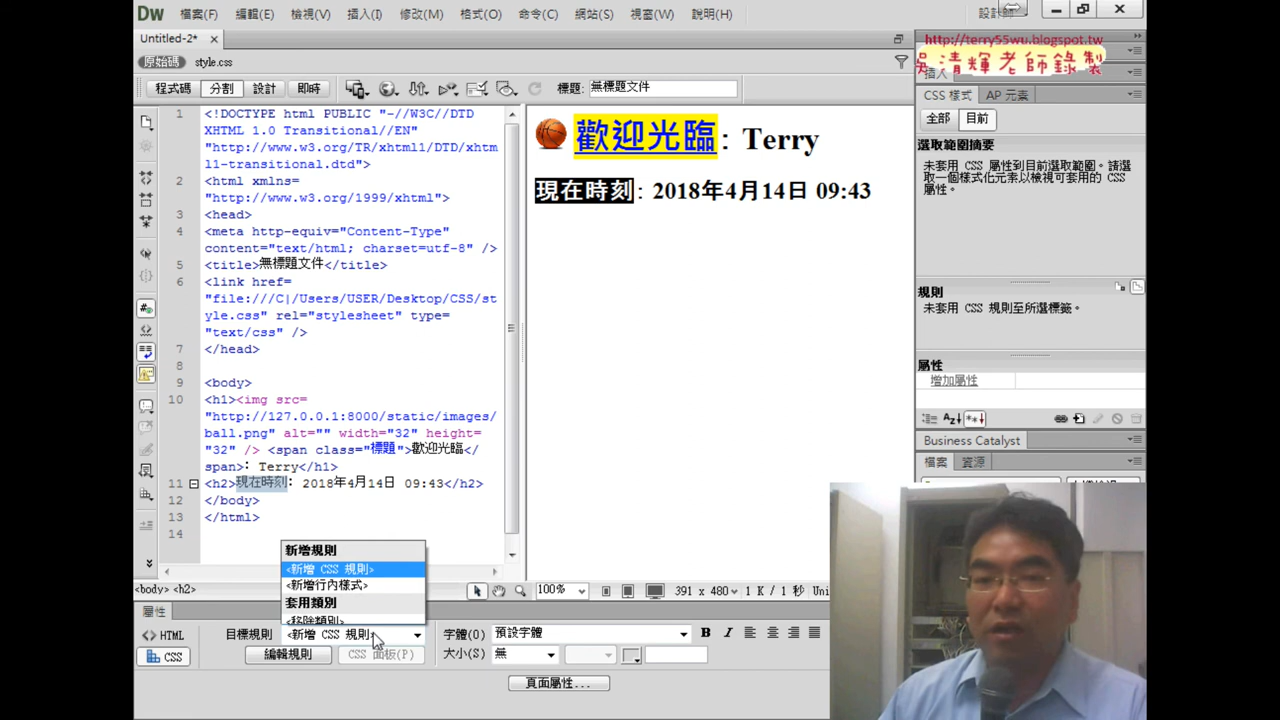 Dw 檔案(F) 編輯(E) 檢視(V) 插入(I) 修改(M) 格式(O) 命令(C) 網站(S) 視窗(W) 說明(H)
http://terry55wu.blogspot.tw
吳清輝老師錄製
Untitled-2*
原始碼 style.css
程式碼 分割 設計 即時 標題: 無標題文件
插入
CSS 樣式 AP 元素
全部 目前
選取範圍摘要
未套用 CSS 屬性到目前選取範圍。請選
取一個樣式化元素以檢視可套用的 CSS
屬性。
規則
未套用 CSS 規則至所選標籤。
屬性
增加屬性
Business Catalyst
檔案 資源
1 <!DOCTYPE html PUBLIC "-//W3C//DTD
XHTML 1.0 Transitional//EN"
"http://www.w3.org/TR/xhtml1/DTD/xhtm
l1-transitional.dtd">
2 <html xmlns=
"http://www.w3.org/1999/xhtml">
3 <head>
4 <meta http-equiv="Content-Type"
content="text/html; charset=utf-8" />
5 <title>無標題文件</title>
6 <link href=
"file:///C|/Users/USER/Desktop/CSS/st
yle.css" rel="stylesheet" type=
"text/css" />
7 </head>
8
9 <body>
10 <h1><img src=
"http://127.0.0.1:8000/static/images/
ball.png" alt="" width="32" height=
"32" /> <span class="標題">歡迎光臨</
span>: Terry</h1>
11 <h2>現在時刻: 2018年4月14日 09:43</h2>
12 </body>
13 </html>
14
歡迎光臨: Terry
現在時刻: 2018年4月14日 09:43
新增規則
<新增 CSS 規則>
<新增行內樣式>
套用類別
<移除類別>
<body> <h2> 100% 391 x 480 1 K / 1 秒 Uni
屬性
<> HTML 目標規則 <新增 CSS 規則> 字體(O) 預設字體 B I
CSS 編輯規則 CSS 面板(P) 大小(S) 無
頁面屬性...